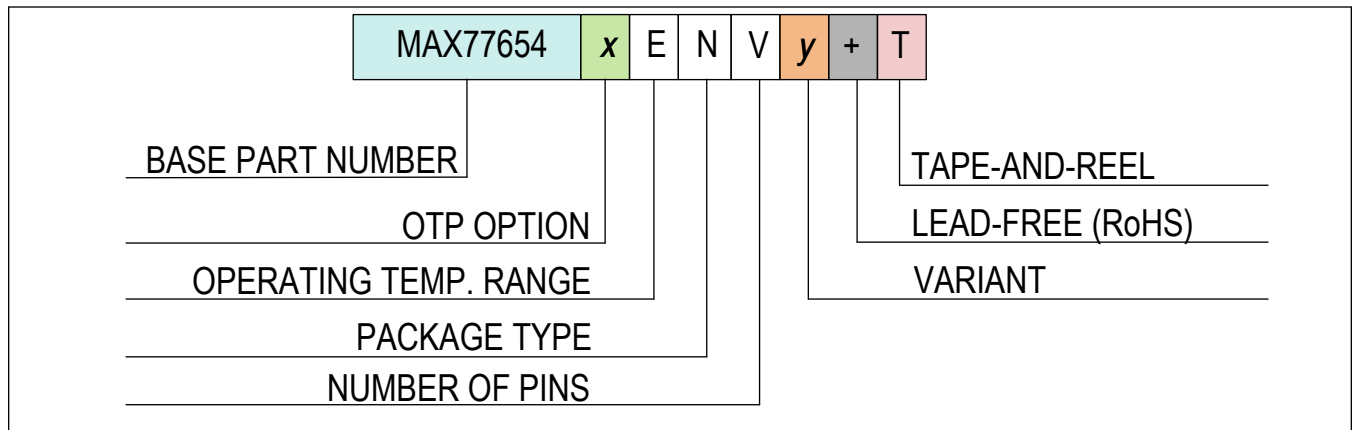 MAX77654 x E N V y + T
BASE PART NUMBER
TAPE-AND-REEL
OTP OPTION
LEAD-FREE (RoHS)
OPERATING TEMP. RANGE
VARIANT
PACKAGE TYPE
NUMBER OF PINS